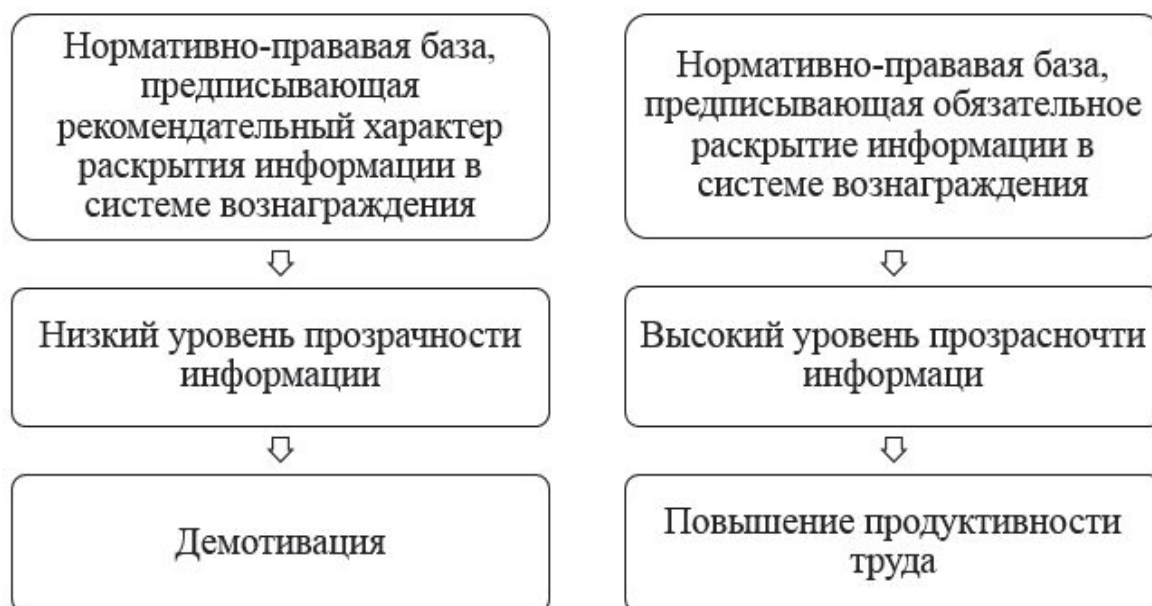 Нормативно-прававая база,
предписывающая
рекомендательный характер
раскрытия информации в
системе вознаграждения
Низкий уровень прозрачности
информации
Демотивация
Нормативно-прававая база,
предписывающая обязательное
раскрытие информации в
системе вознаграждения
Высокий уровень прозрасночти
информаци
Повышение продуктивности
труда